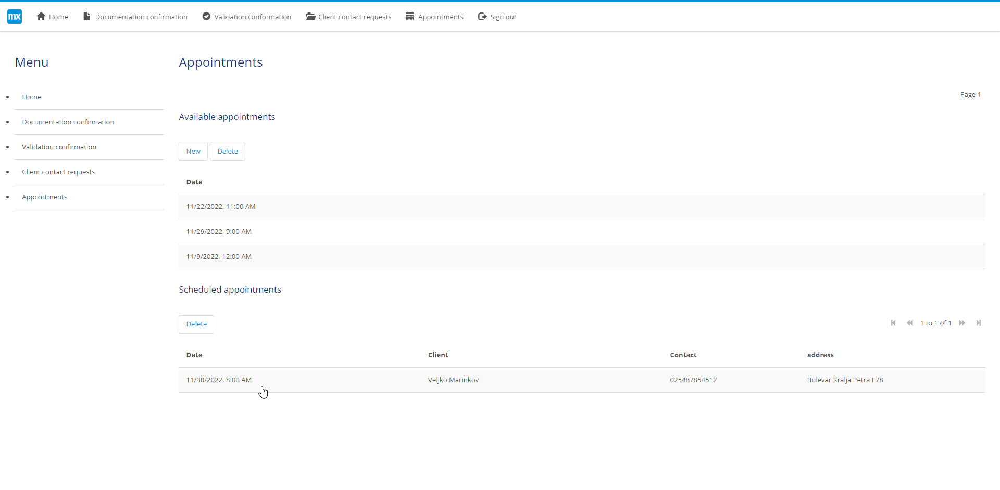 mx Home Documentation confirmation Validation conformation Client contact requests Appointments Sign out
Menu
Home
Documentation confirmation
Validation confirmation
Client contact requests
Appointments
Appointments
Page 1
Available appointments
New Delete
Date
11/22/2022, 11:00 AM
11/29/2022, 9:00 AM
11/9/2022, 12:00 AM
Scheduled appointments
Delete 1 to 1 of 1
Date Client Contact address
11/30/2022, 8:00 AM Veljko Marinkov 025487854512 Bulevar Kralja Petra I 78